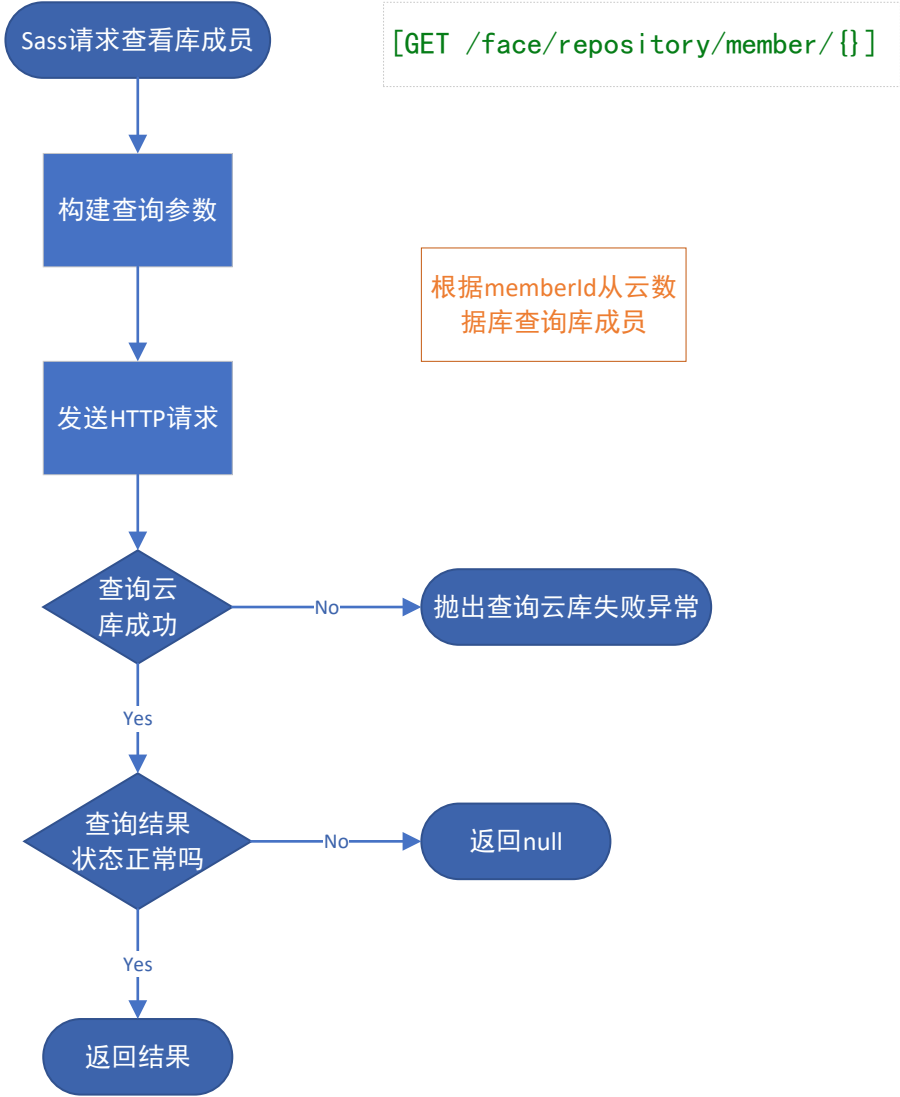 Sass请求查看库成员
[GET /face/repository/member/{}]
构建查询参数
根据memberId从云数
据库查询库成员
发送HTTP请求
查询云
库成功
No
抛出查询云库失败异常
Yes
查询结果
状态正常吗
No
返回null
Yes
返回结果